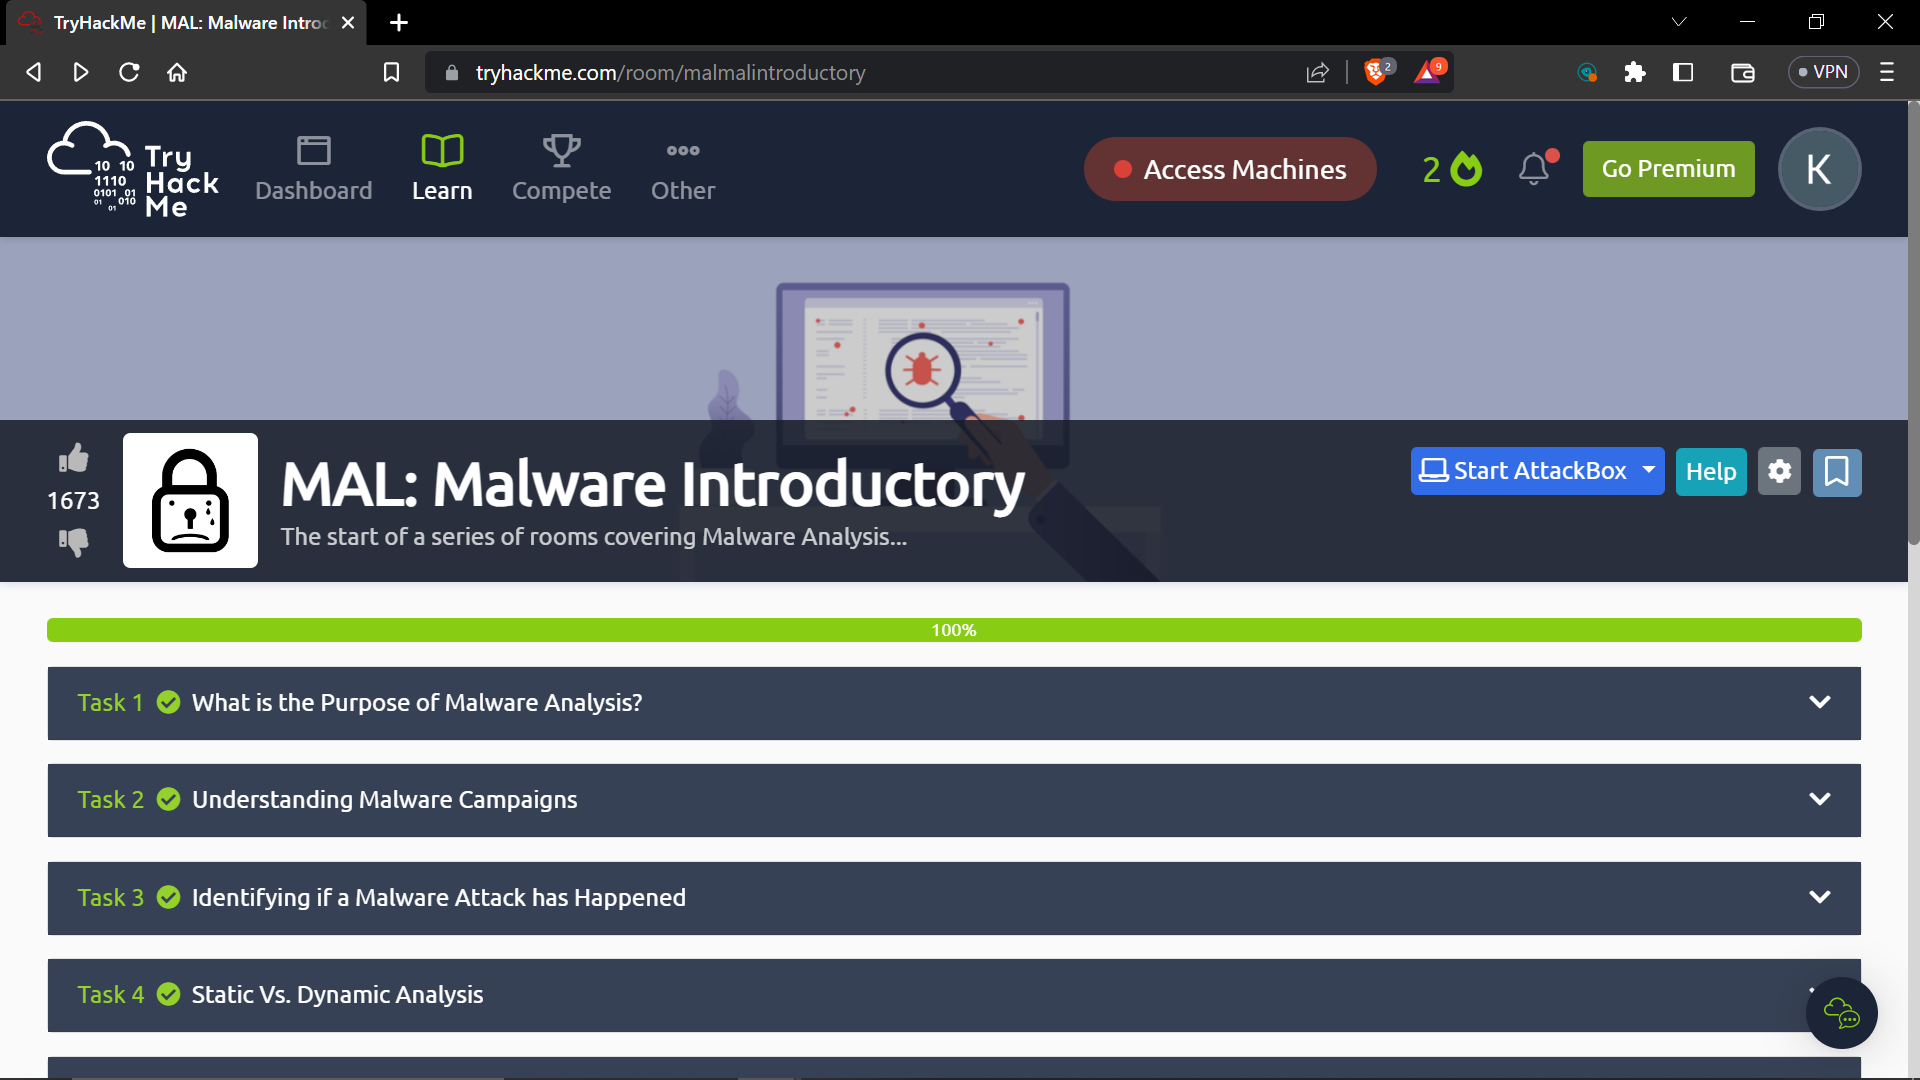 TryHackMe | MAL: Malware Intro
tryhackme.com/room/malmalintroductory
2
9
VPN
10 10
1110
0101 01
01 010
01
Try
Hack
Me
Dashboard
Learn
Compete
Other
Access Machines
2
Go Premium
K
1673
MAL: Malware Introductory
The start of a series of rooms covering Malware Analysis...
Start AttackBox
Help
100%
Task 1 What is the Purpose of Malware Analysis?
Task 2 Understanding Malware Campaigns
Task 3 Identifying if a Malware Attack has Happened
Task 4 Static Vs. Dynamic Analysis